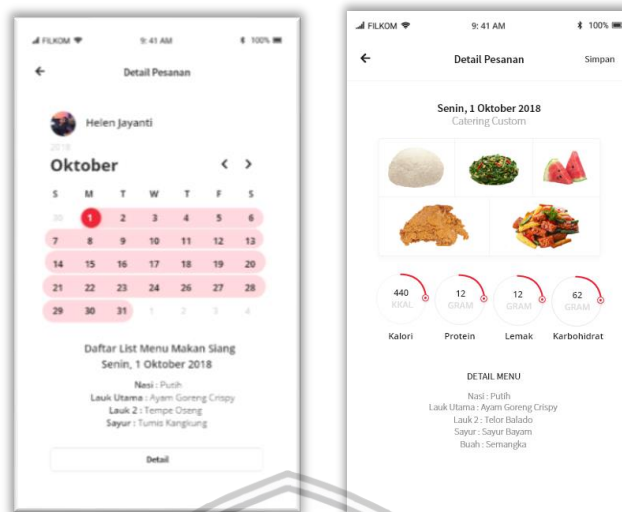 FILKOM 9: 41 AM 100%
Detail Pesanan
Helen Jayanti
2018
Oktober
S M T W T F S
30 1 2 3 4 5 6
7 8 9 10 11 12 13
14 15 16 17 18 19 20
21 22 23 24 26 27 28
29 30 31 1 2 3 4
Daftar List Menu Makan Siang
Senin, 1 Oktober 2018
Nasi : Putih
Lauk Utama : Ayam Goreng Crispy
Lauk 2 : Tempe Oseng
Sayur : Tumis Kangkung
Detail
FILKOM 9: 41 AM 100%
Detail Pesanan Simpan
Senin, 1 Oktober 2018
Catering Custom
440 12 12 62
KKAL GRAM GRAM GRAM
Kalori Protein Lemak Karbohidrat
DETAIL MENU
Nasi : Putih
Lauk Utama : Ayam Goreng Crispy
Lauk 2 : Telor Balado
Sayur : Sayur Bayam
Buah : Semangka